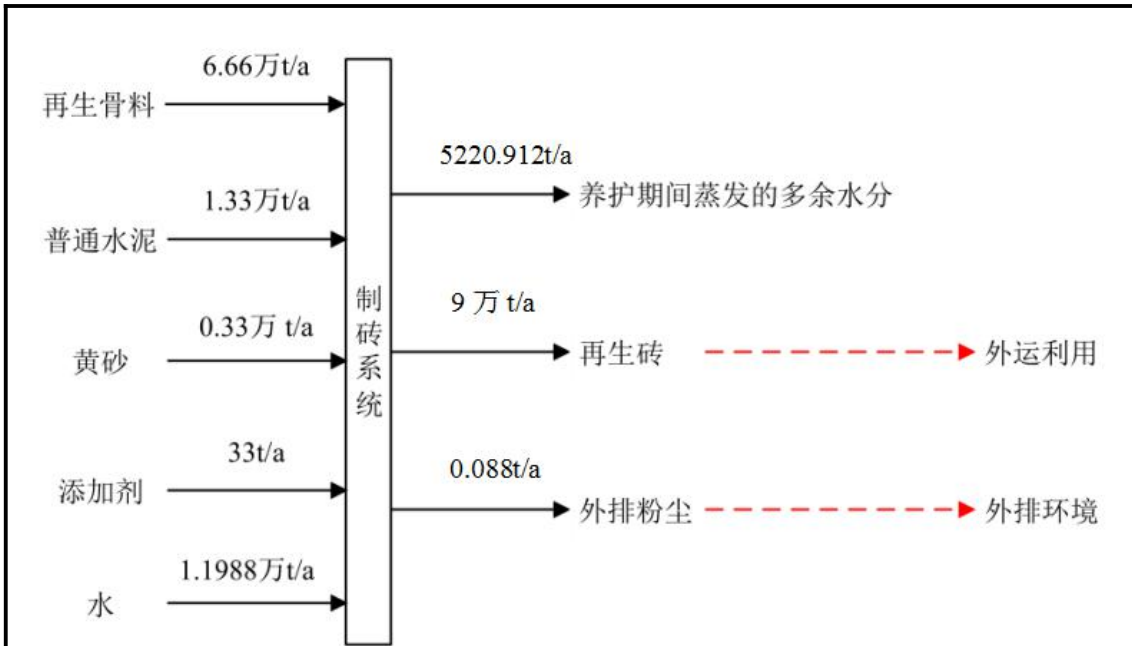 6.66万t/a
再生骨料
5220.912t/a
养护期间蒸发的多余水分
1.33万t/a
普通水泥
制砖系统
9 万 t/a
0.33万 t/a
再生砖
外运利用
黄砂
33t/a
0.088t/a
添加剂
外排粉尘
外排环境
1.1988万t/a
水